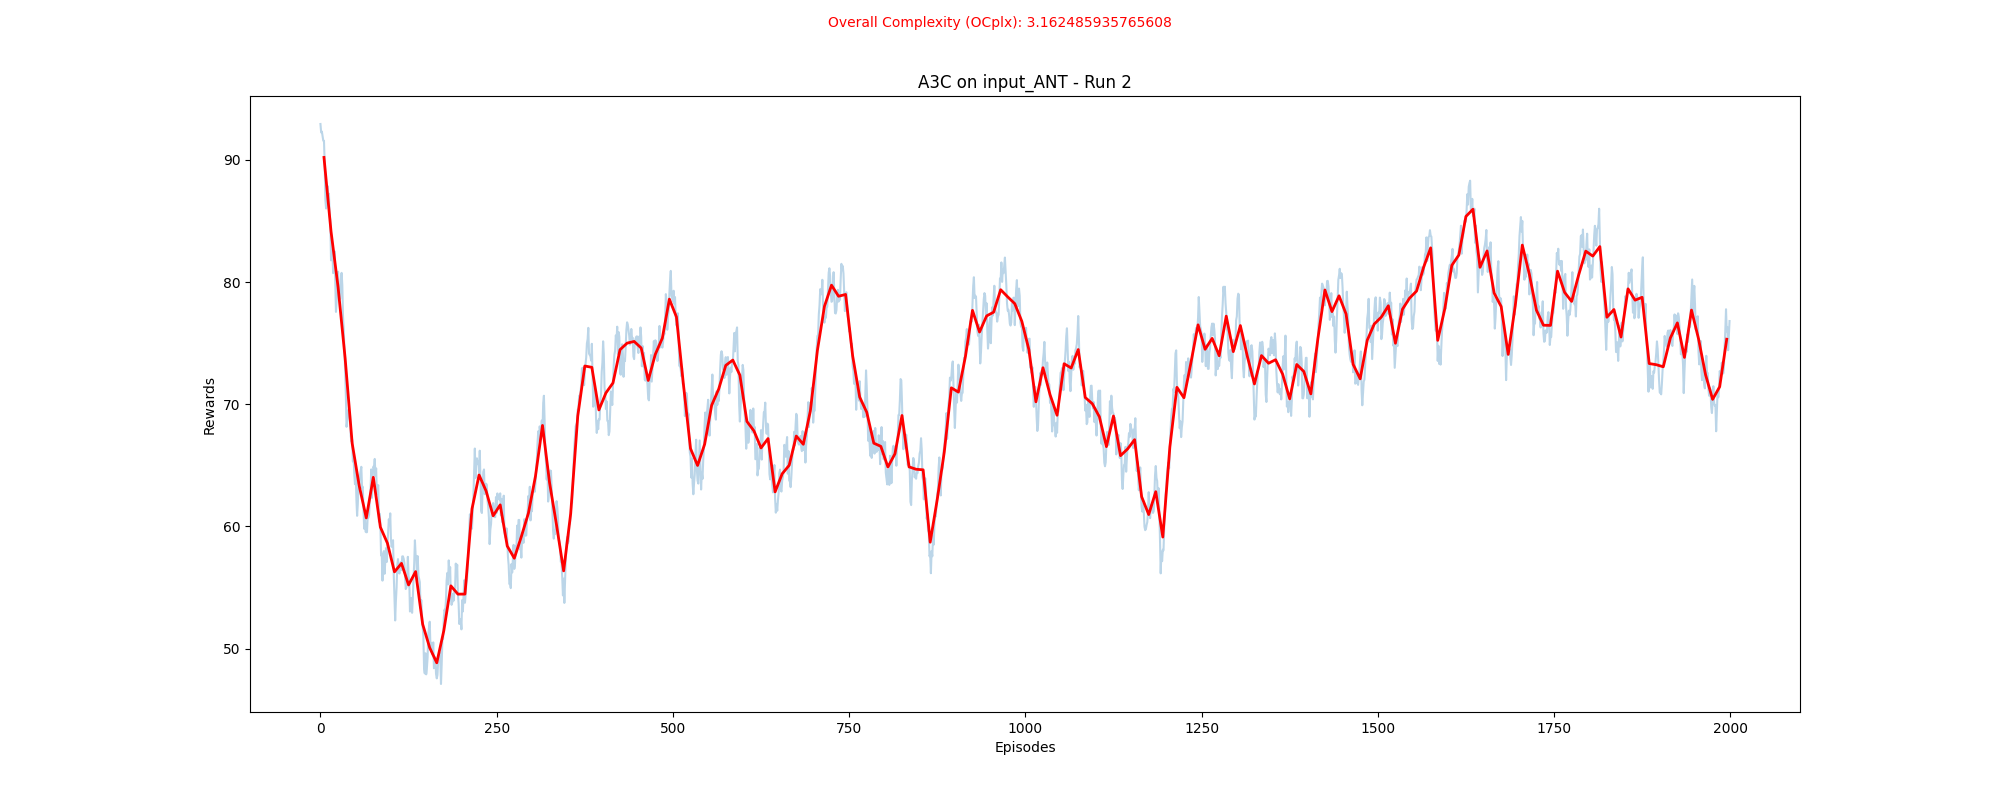 Overall Complexity (OCplx): 3.162485935765608
A3C on input_ANT - Run 2
90
80
70
60
50
Rewards
0 250 500 750 1000 1250 1500 1750 2000
Episodes